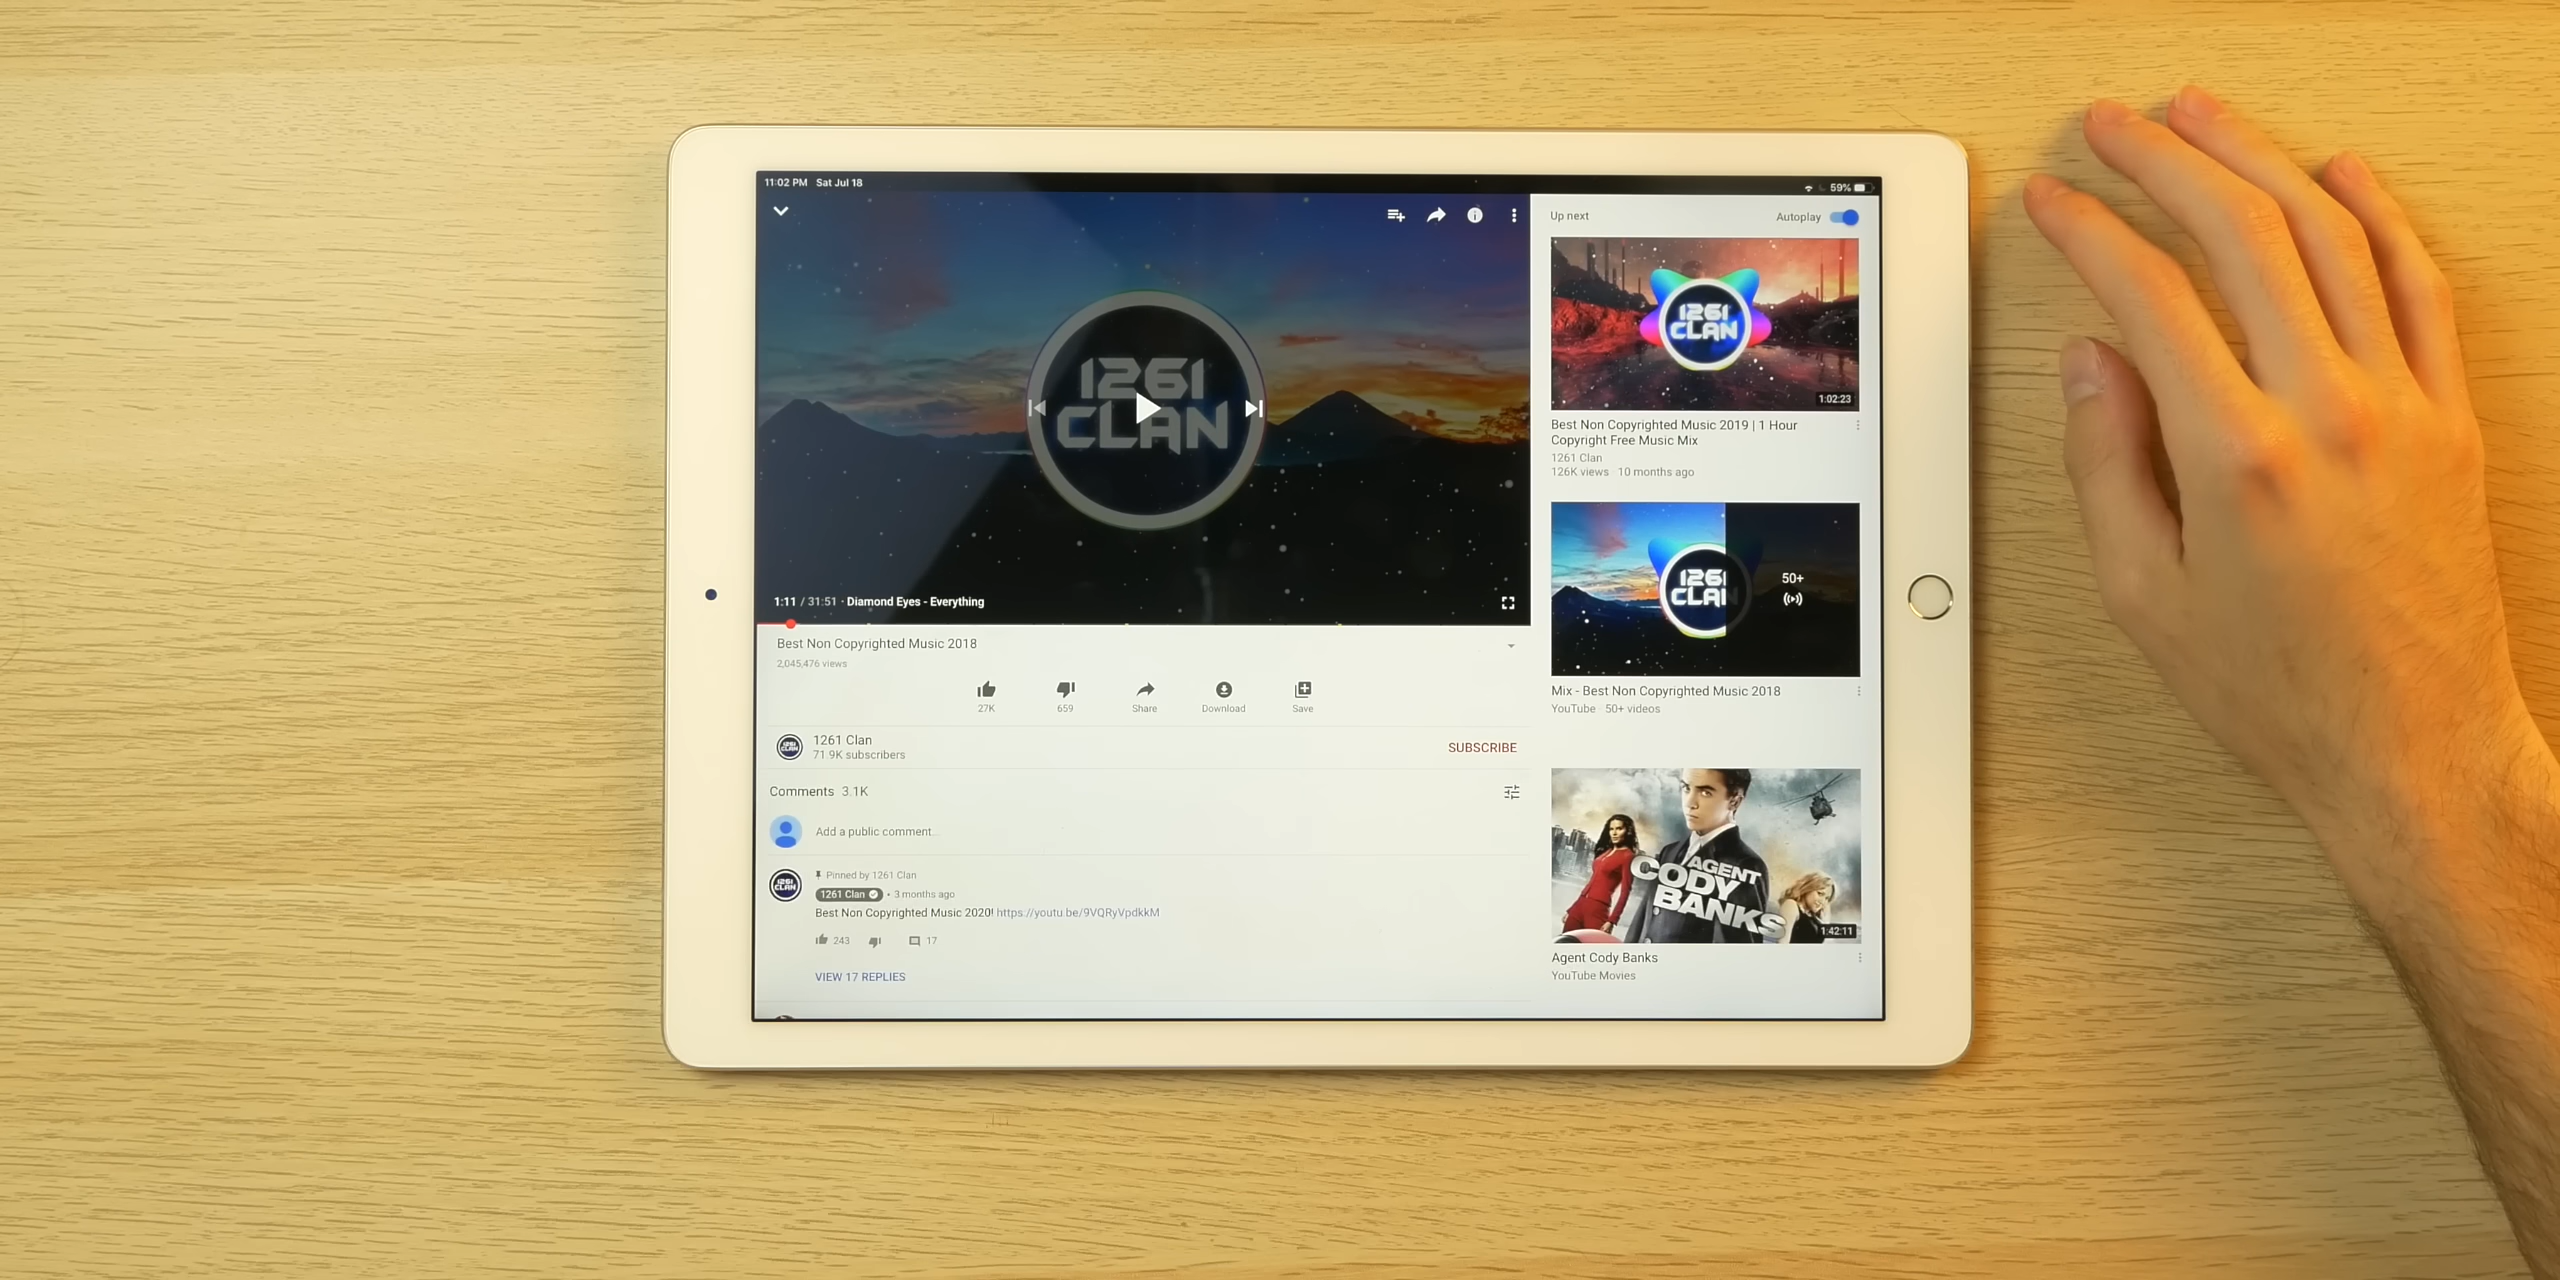 11:02 PM Sat Jul 18
59%
1261
CLAN
1:11 / 31:51 · Diamond Eyes - Everything
Best Non Copyrighted Music 2018
2,045,476 views
27K
659
Share
Download
Save
1261 Clan
71.9K subscribers
SUBSCRIBE
Comments 3.1K
Add a public comment...
1261
CLAN
Pinned by 1261 Clan
1261 Clan • 3 months ago
Best Non Copyrighted Music 2020! https://youtu.be/9VQRyVpdkkM
243
17
VIEW 17 REPLIES
Up next
Autoplay
1261
CLAN
1:02:23
Best Non Copyrighted Music 2019 | 1 Hour
Copyright Free Music Mix
1261 Clan
126K views 10 months ago
1261
CLAN
50+
Mix - Best Non Copyrighted Music 2018
YouTube 50+ videos
AGENT
CODY
BANKS
1:42:11
Agent Cody Banks
YouTube Movies